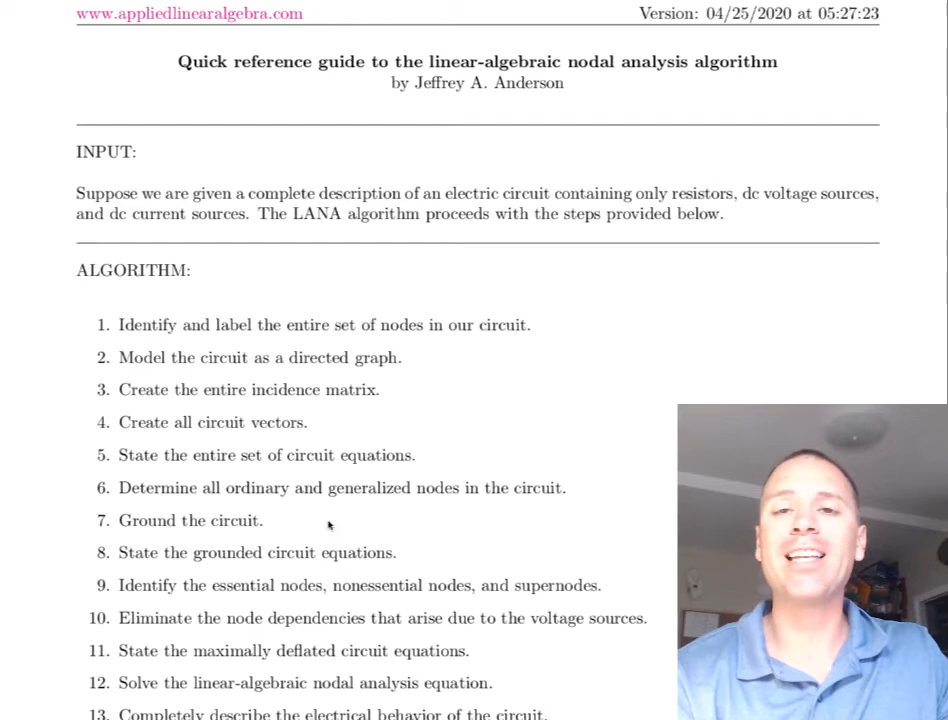 www.appliedlinearalgebra.com Version: 04/25/2020 at 05:27:23
Quick reference guide to the linear-algebraic nodal analysis algorithm
by Jeffrey A. Anderson
INPUT:
Suppose we are given a complete description of an electric circuit containing only resistors, dc voltage sources,
and dc current sources. The LANA algorithm proceeds with the steps provided below.
ALGORITHM:
1. Identify and label the entire set of nodes in our circuit.
2. Model the circuit as a directed graph.
3. Create the entire incidence matrix.
4. Create all circuit vectors.
5. State the entire set of circuit equations.
6. Determine all ordinary and generalized nodes in the circuit.
7. Ground the circuit.
8. State the grounded circuit equations.
9. Identify the essential nodes, nonessential nodes, and supernodes.
10. Eliminate the node dependencies that arise due to the voltage sources.
11. State the maximally deflated circuit equations.
12. Solve the linear-algebraic nodal analysis equation.
13. Completely describe the electrical behavior of the circuit.